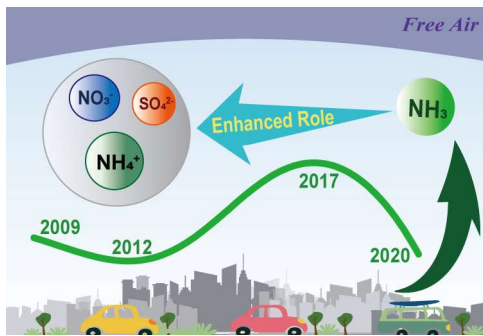 Free Air
NO₃⁻
SO₄²⁻
NH₄⁺
Enhanced Role
NH₃
2009
2012
2017
2020